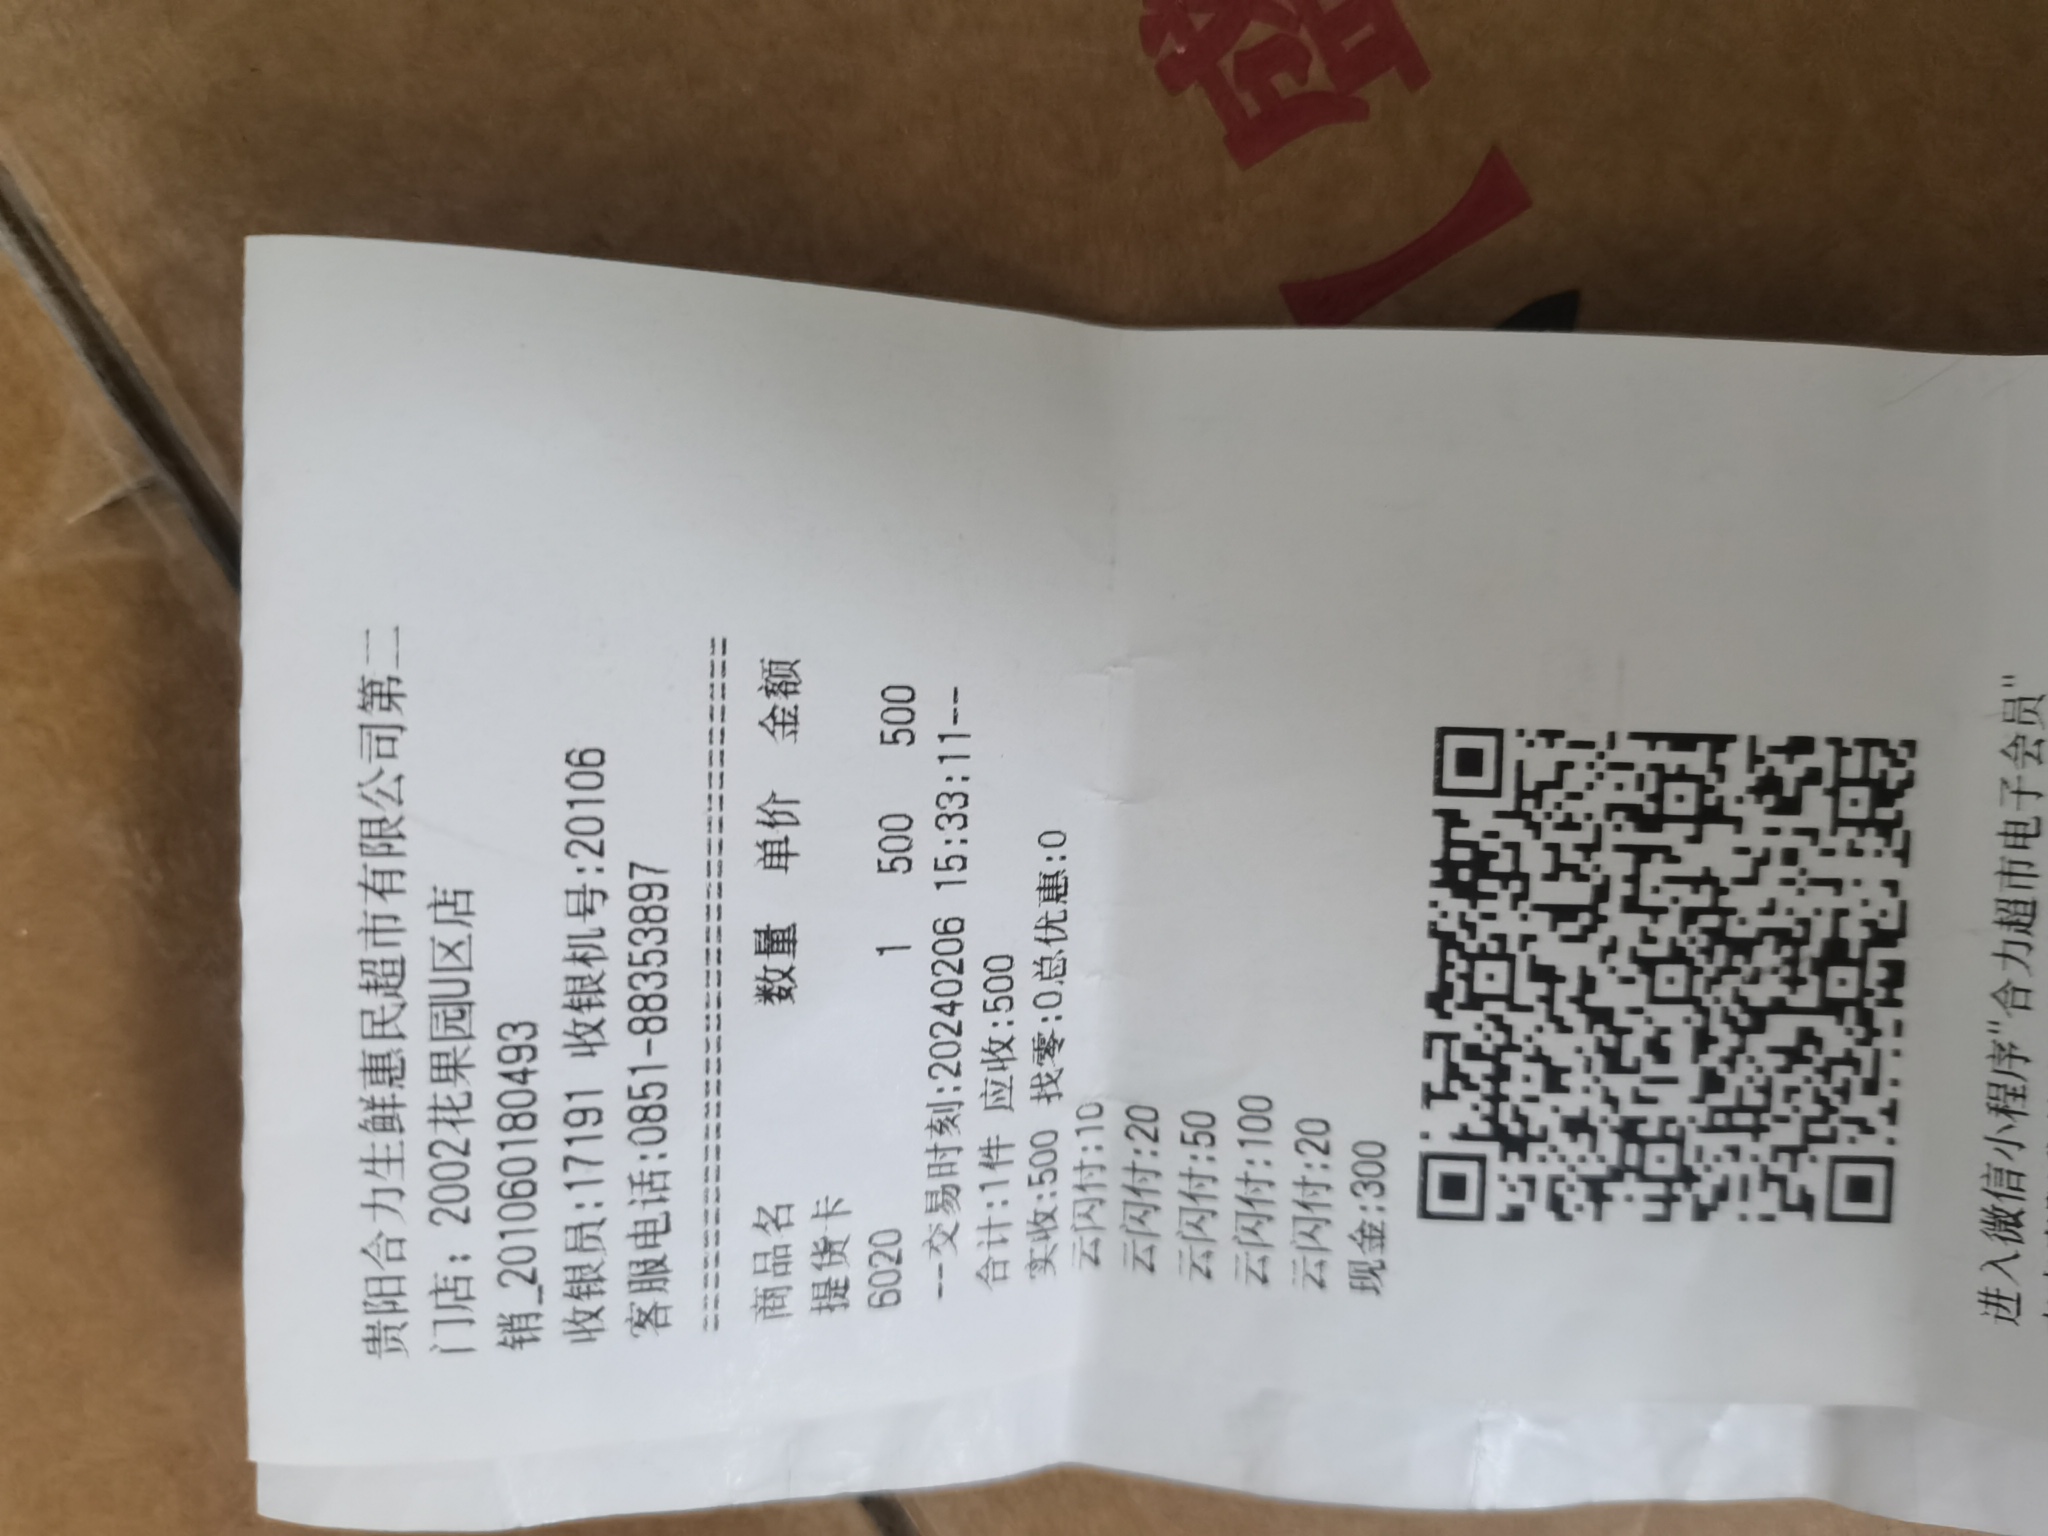 贵阳合力生鲜惠民超市有限公司第二
门店: 2002花果园U区店
销_201060180493
收银员:17191 收银机号:20106
客服电话:0851-88353897
商品名 数量 单价 金额
提货卡
6020 1 500 500
--交易时刻:20240206 15:33:11--
合计:1件 应收:500
实收:500 找零:0总优惠:0
云闪付:10
云闪付:20
云闪付:50
云闪付:100
云闪付:20
现金:300
进入微信小程序"合力超市电子会员"